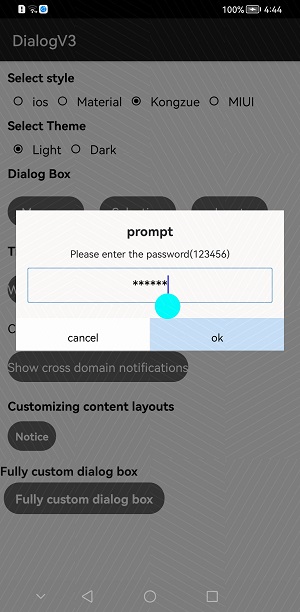 100% 4:44
DialogV3
Select style
ios Material Kongzue MIUI
Select Theme
Light Dark
Dialog Box
prompt
Please enter the password(123456)
******
cancel ok
Show cross domain notifications
Customizing content layouts
Notice
Fully custom dialog box
Fully custom dialog box